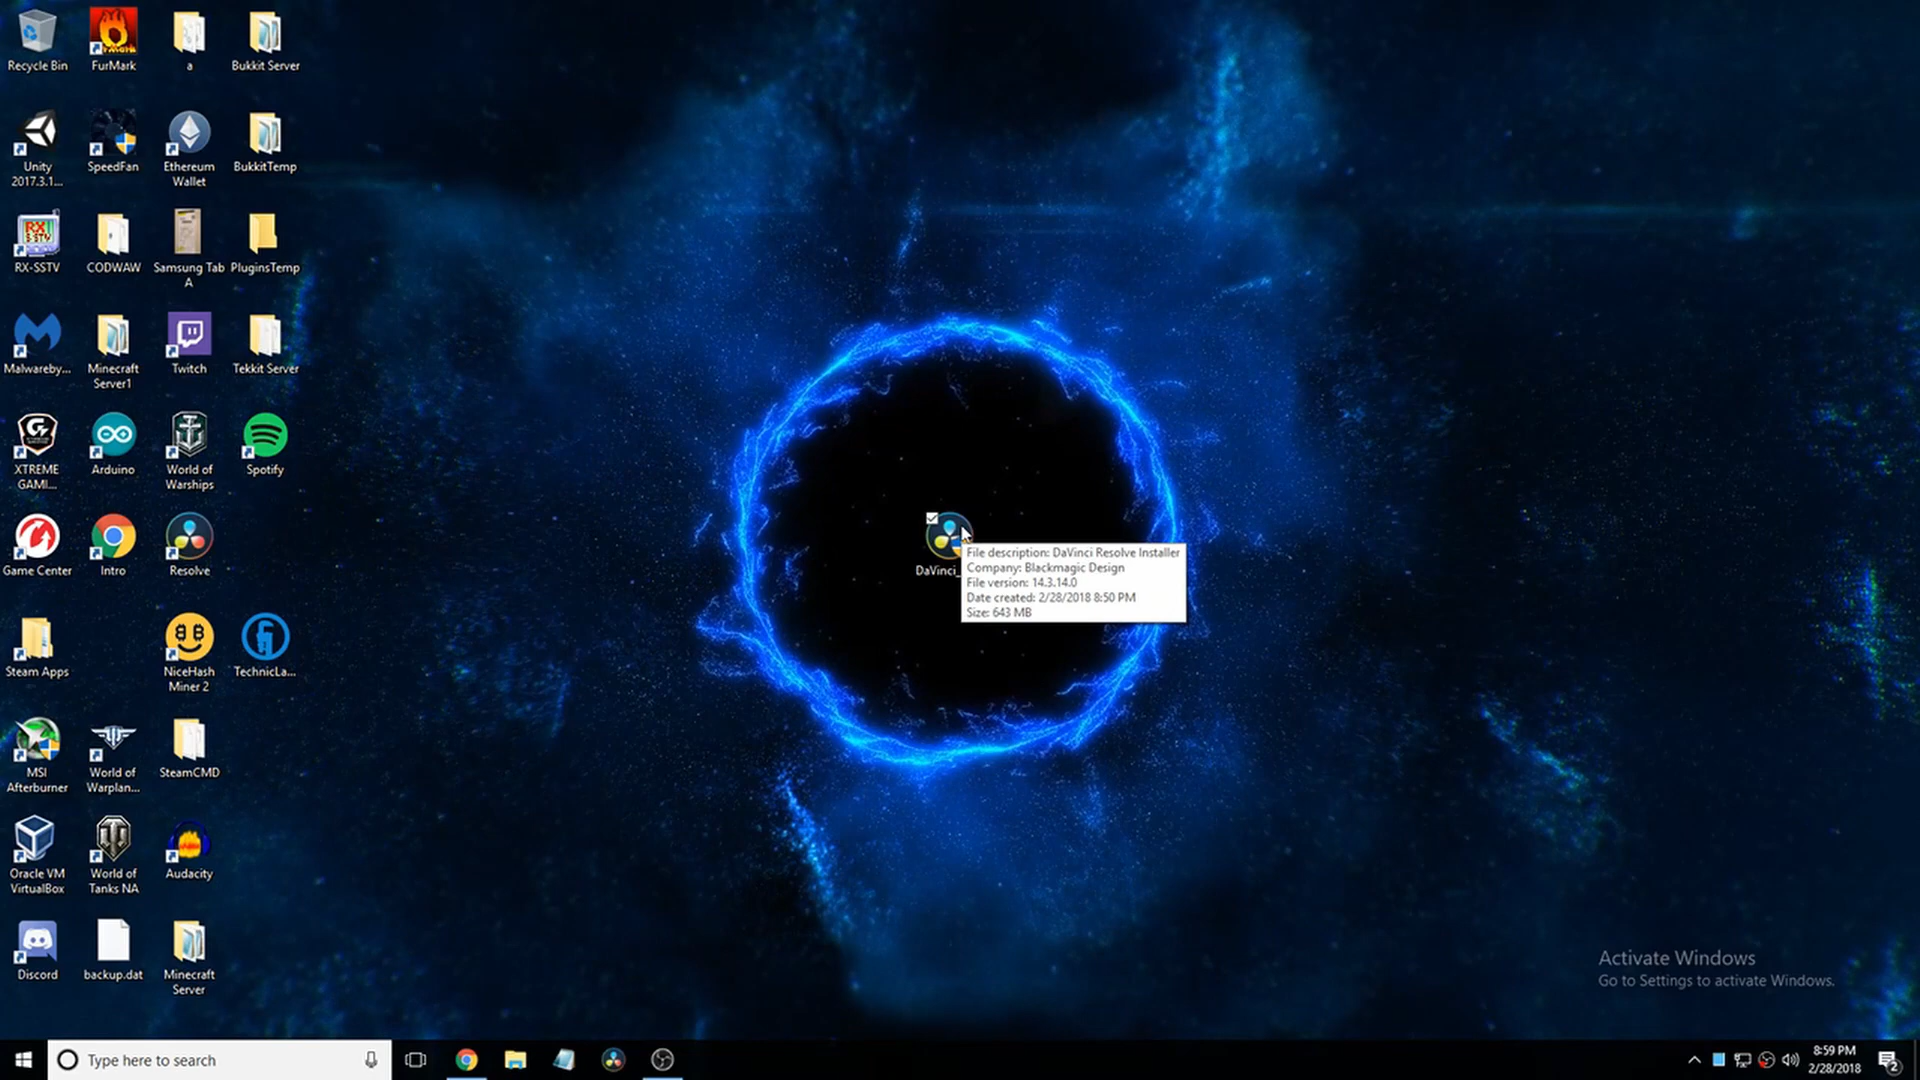 Recycle Bin
FurMark
a
Bukkit Server
Unity
2017.3.1...
SpeedFan
Ethereum
Wallet
BukkitTemp
RX-SSTV
CODWAW
Samsung Tab
A
PluginsTemp
Malwareby...
Minecraft
Server1
Twitch
Tekkit Server
XTREME
GAMI...
Arduino
World of
Warships
Spotify
Game Center
Intro
Resolve
DaVinci_
File description: DaVinci Resolve Installer
Company: Blackmagic Design
File version: 14.3.14.0
Date created: 2/28/2018 8:50 PM
Size: 643 MB
Steam Apps
NiceHash
Miner 2
TechnicLa...
MSI
Afterburner
World of
Warplan...
SteamCMD
Oracle VM
VirtualBox
World of
Tanks NA
Audacity
Discord
backup.dat
Minecraft
Server
Activate Windows
Go to Settings to activate Windows.
Type here to search
8:59 PM
2/28/2018
2